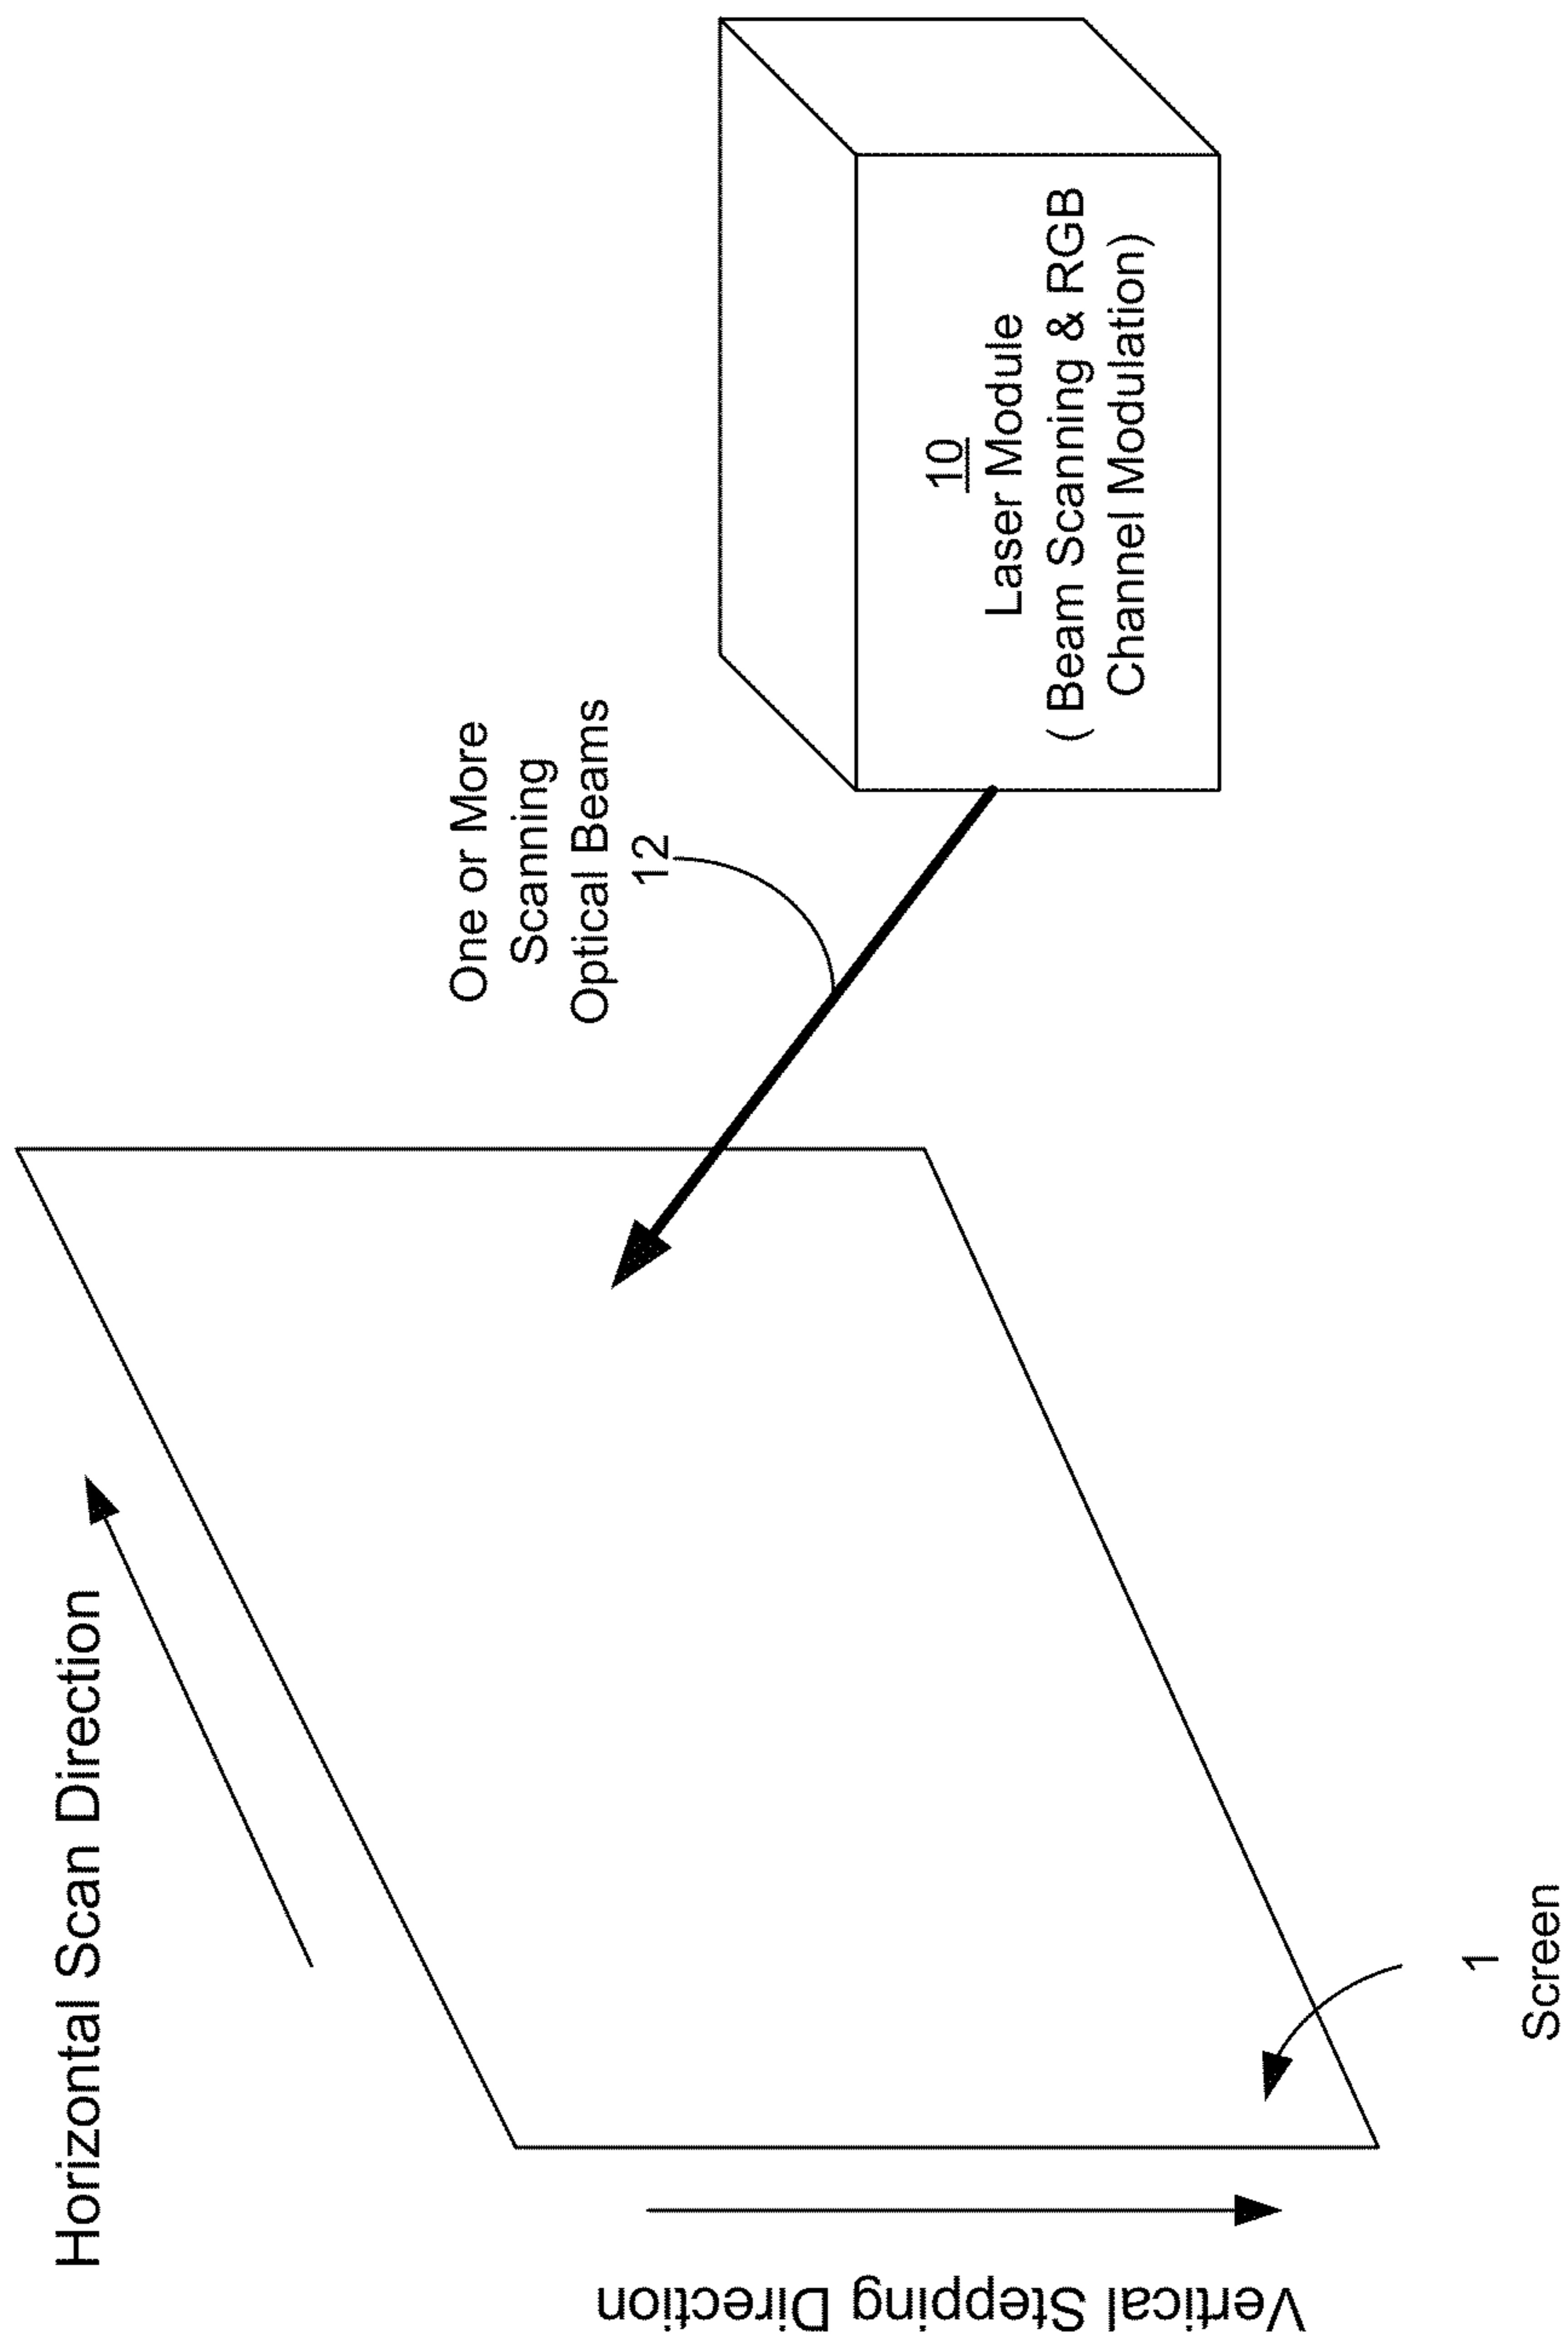 Horizontal Scan Direction
Vertical Stepping Direction
One or More
Scanning
Optical Beams
12
10
Laser Module
( Beam Scanning & RGB
Channel Modulation)
1
Screen